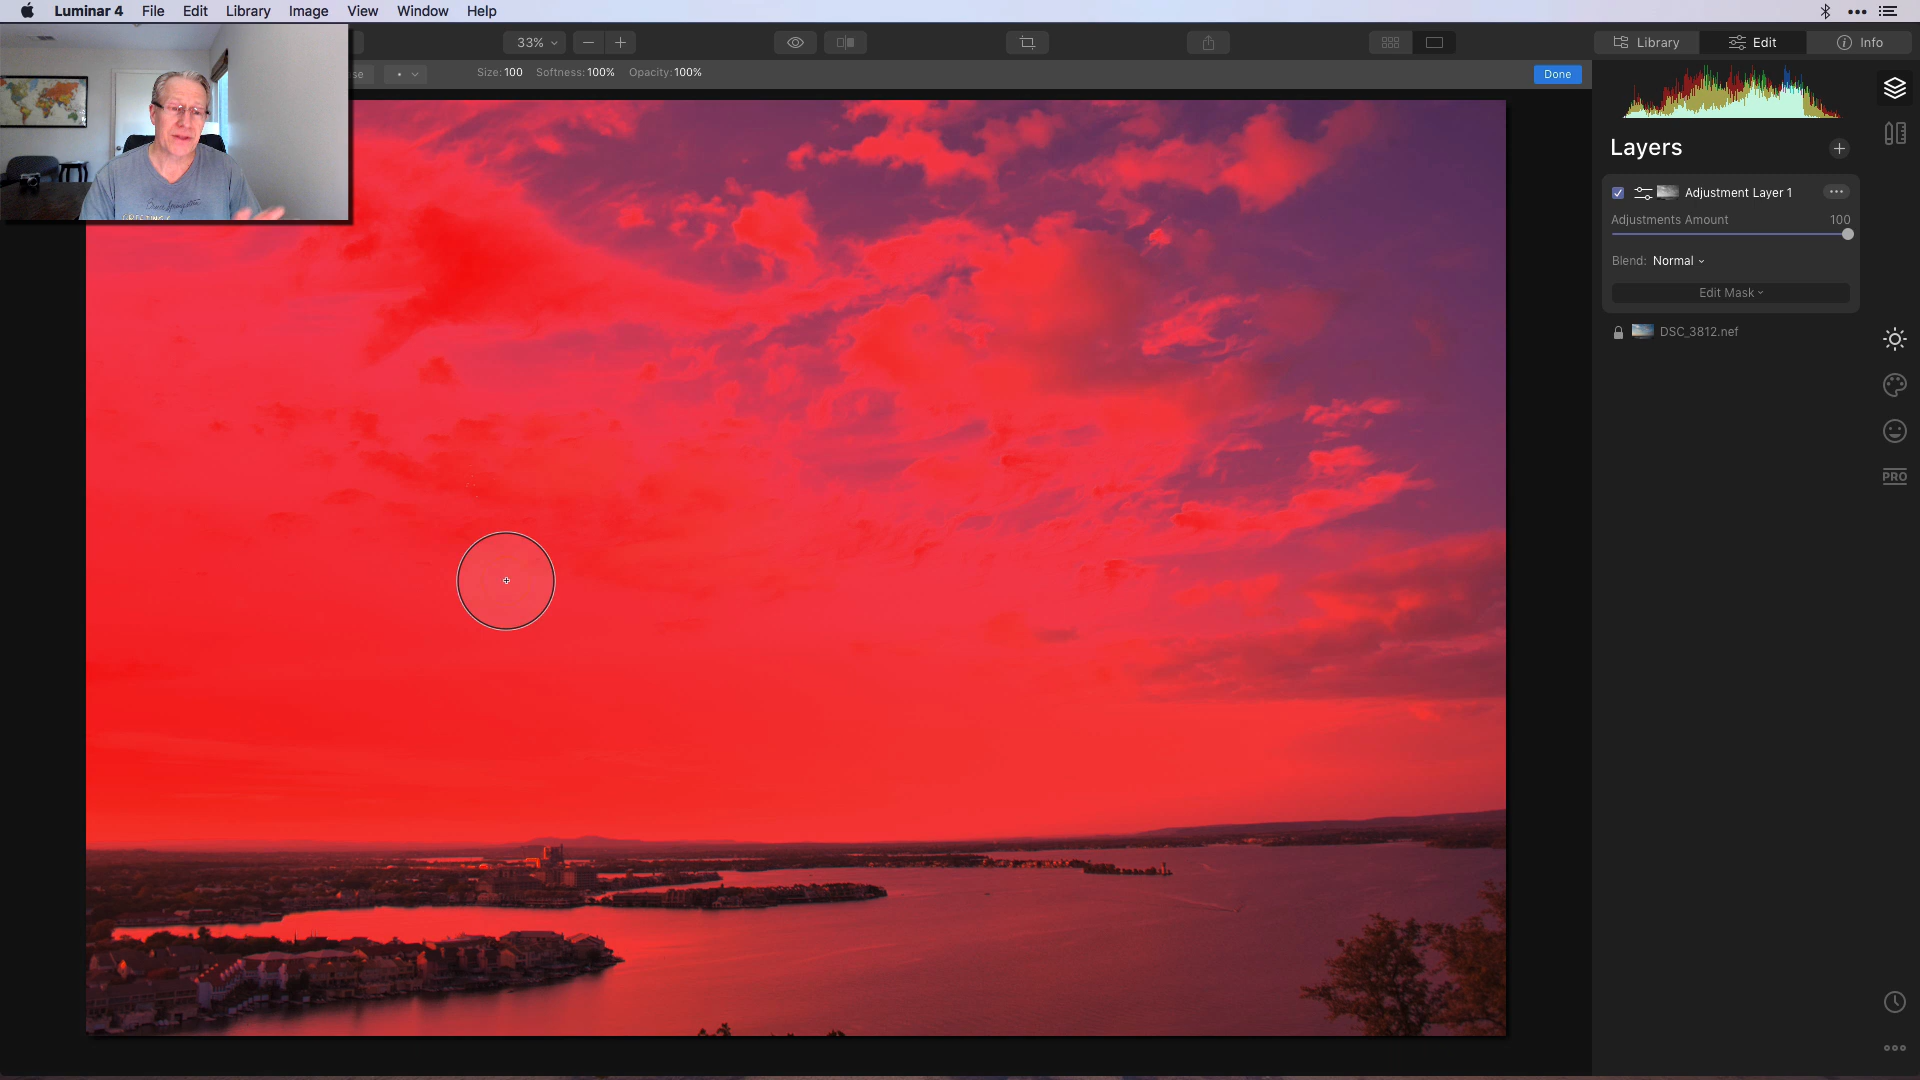 Luminar 4 File Edit Library Image View Window Help
33% Library Edit Info
se Size: 100 Softness: 100% Opacity: 100% Done
Layers
Adjustment Layer 1
Adjustments Amount 100
Blend: Normal
Edit Mask
DSC_3812.nef
PRO